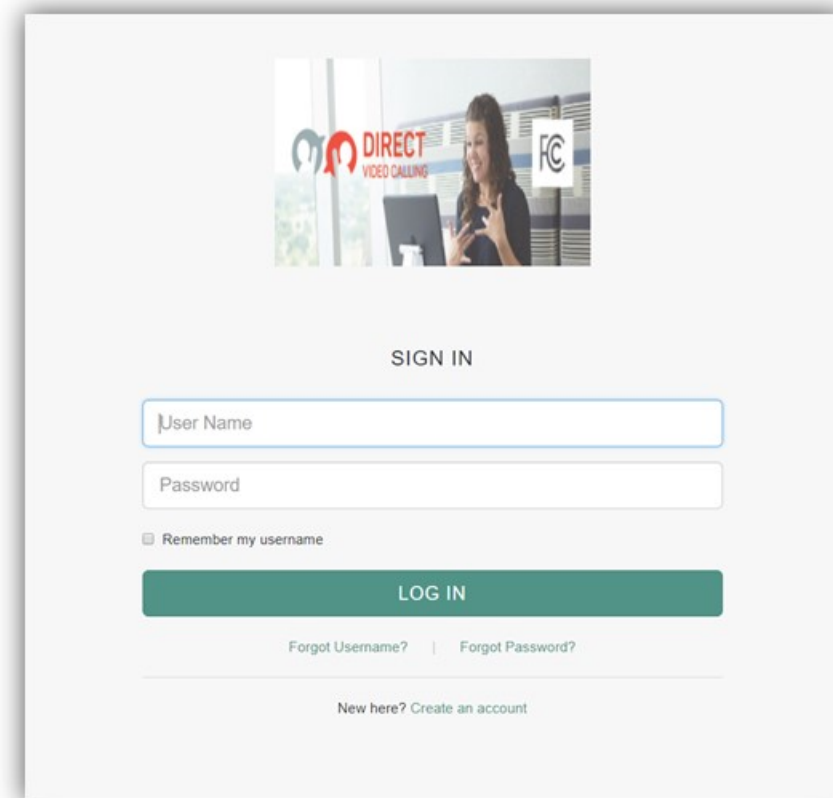 DIRECT
VIDEO CALLING
FCC
SIGN IN
User Name
Password
Remember my username
LOG IN
Forgot Username? | Forgot Password?
New here? Create an account